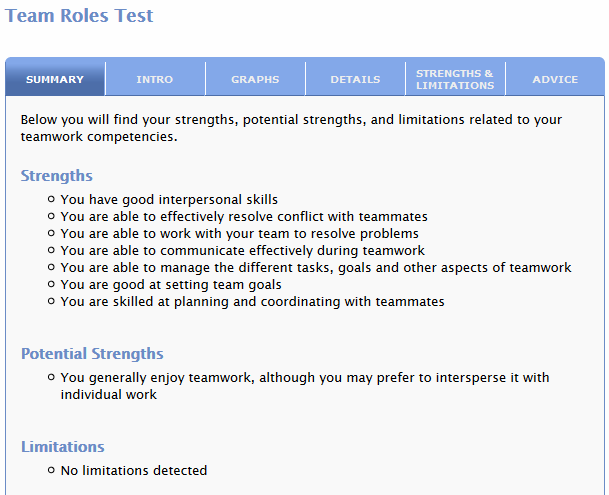 Team Roles Test
SUMMARY
INTRO
GRAPHS
DETAILS
STRENGTHS &
LIMITATIONS
ADVICE
Below you will find your strengths, potential strengths, and limitations related to your
teamwork competencies.
Strengths
You have good interpersonal skills
You are able to effectively resolve conflict with teammates
You are able to work with your team to resolve problems
You are able to communicate effectively during teamwork
You are able to manage the different tasks, goals and other aspects of teamwork
You are good at setting team goals
You are skilled at planning and coordinating with teammates
Potential Strengths
You generally enjoy teamwork, although you may prefer to intersperse it with
individual work
Limitations
No limitations detected